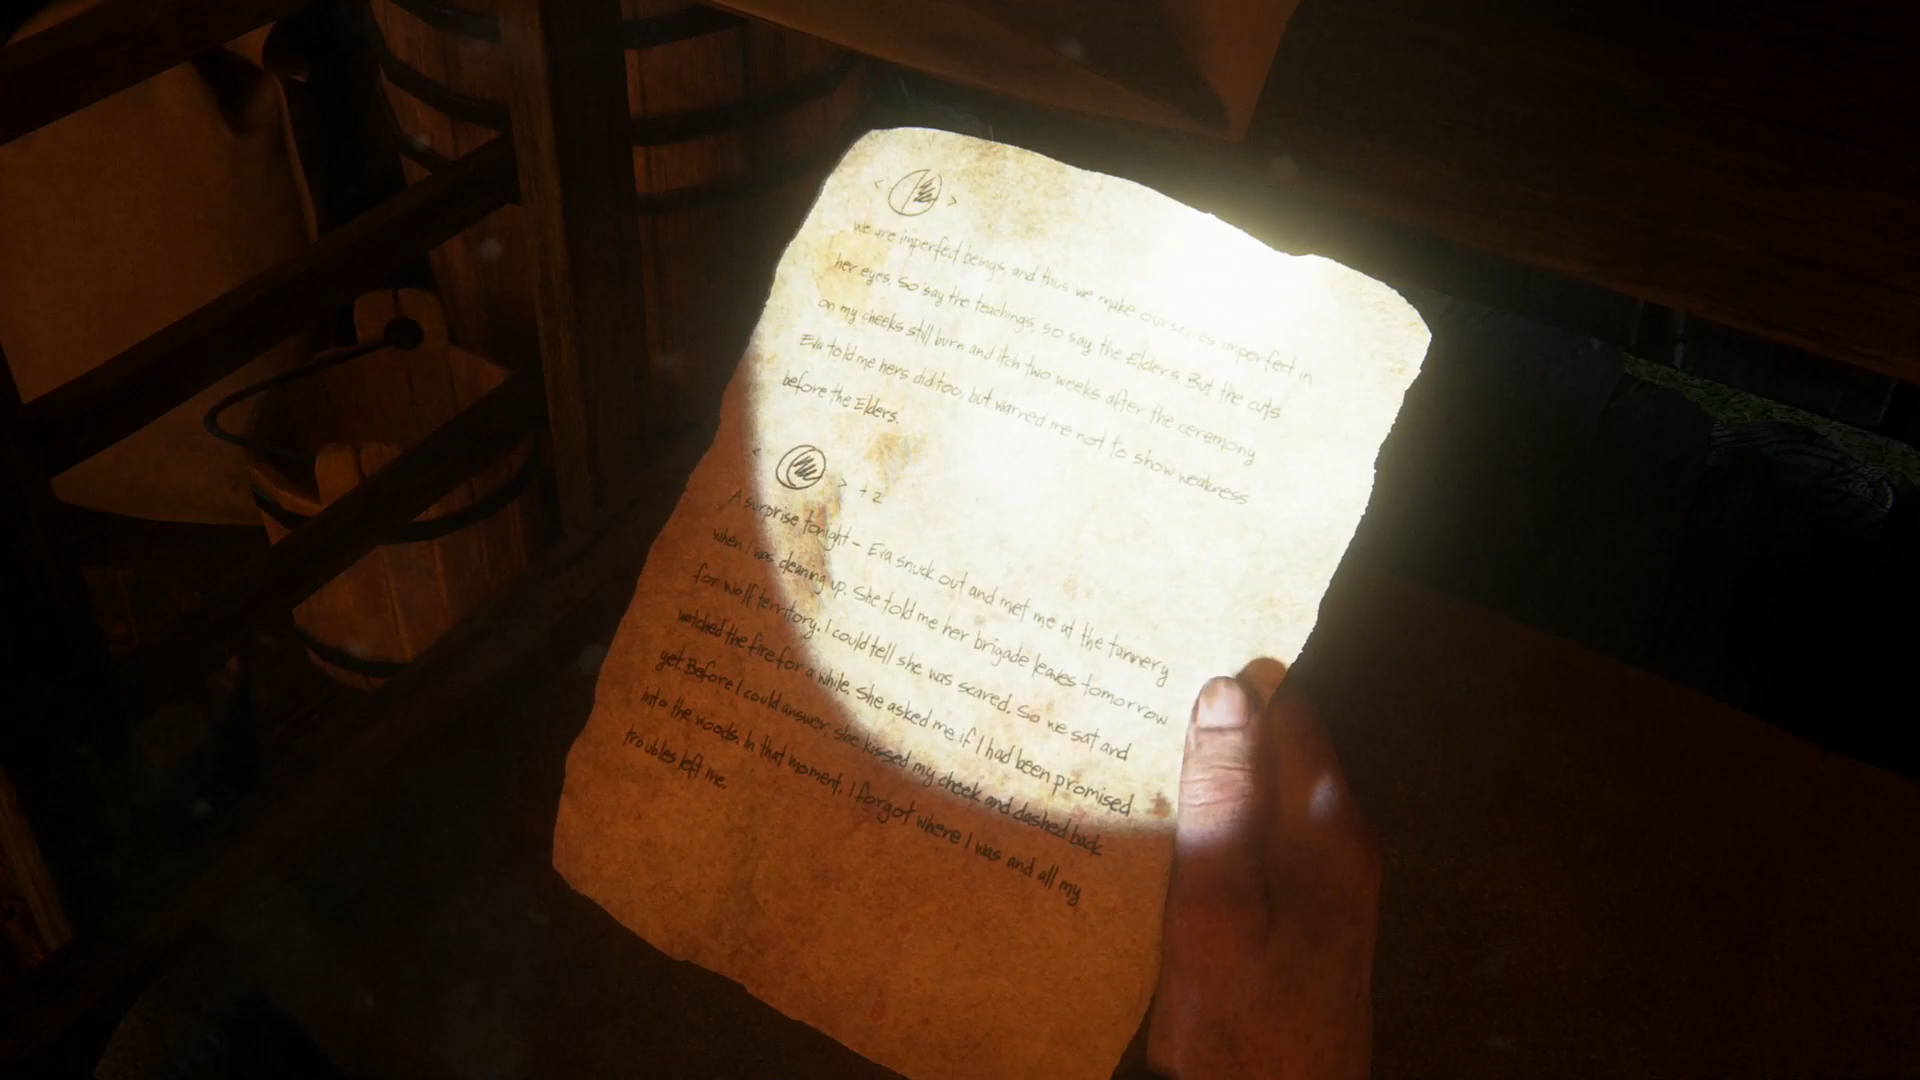 We are imperfect beings, and thus we make ourselves imperfect in
her eyes. So say the teachings, so say the Elders. But the cuts
on my cheeks still burn and itch two weeks after the ceremony
Eva told me hers did too, but warned me not to show weakness
before the Elders.
+2
A surprise tonight – Eva snuck out and met me at the tannery
when I was cleaning up. She told me her brigade leaves tomorrow
for wolf territory. I could tell she was scared. So we sat and
watched the fire for a while. She asked me if I had been promised
yet. Before I could answer, she kissed my cheek and dashed back
into the woods. In that moment, I forgot where I was and all my
troubles left me.